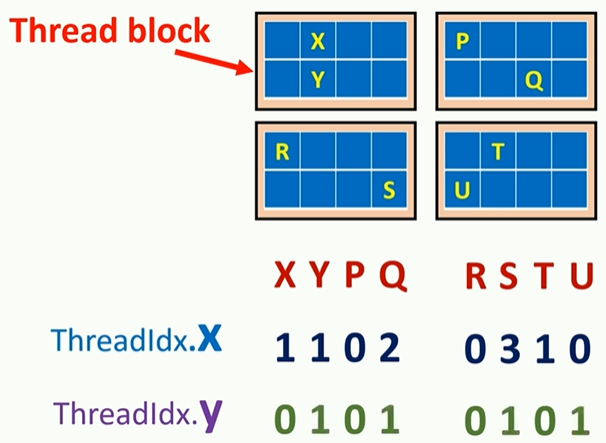 Thread block
X
P
Y
Q
R
T
S
U
X Y P Q R S T U
ThreadIdx.X 1 1 0 2 0 3 1 0
ThreadIdx.y 0 1 0 1 0 1 0 1